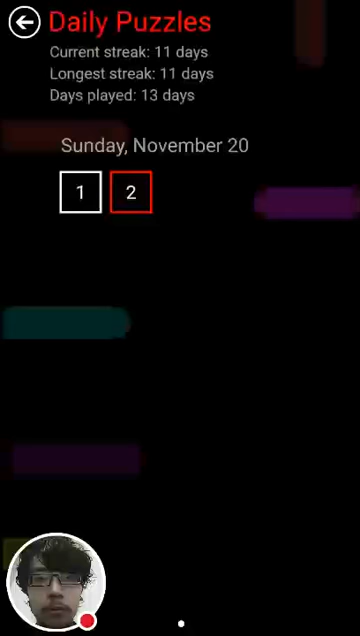 Daily Puzzles
Current streak: 11 days
Longest streak: 11 days
Days played: 13 days
Sunday, November 20
1 2